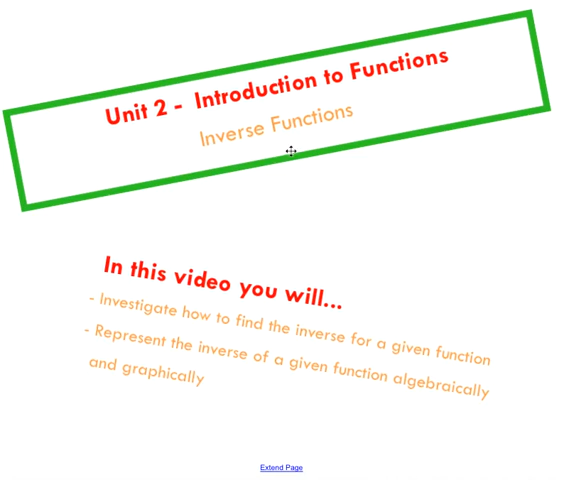 Unit 2 - Introduction to Functions
Inverse Functions
In this video you will...
- Investigate how to find the inverse for a given function
- Represent the inverse of a given function algebraically
and graphically
Extend Page